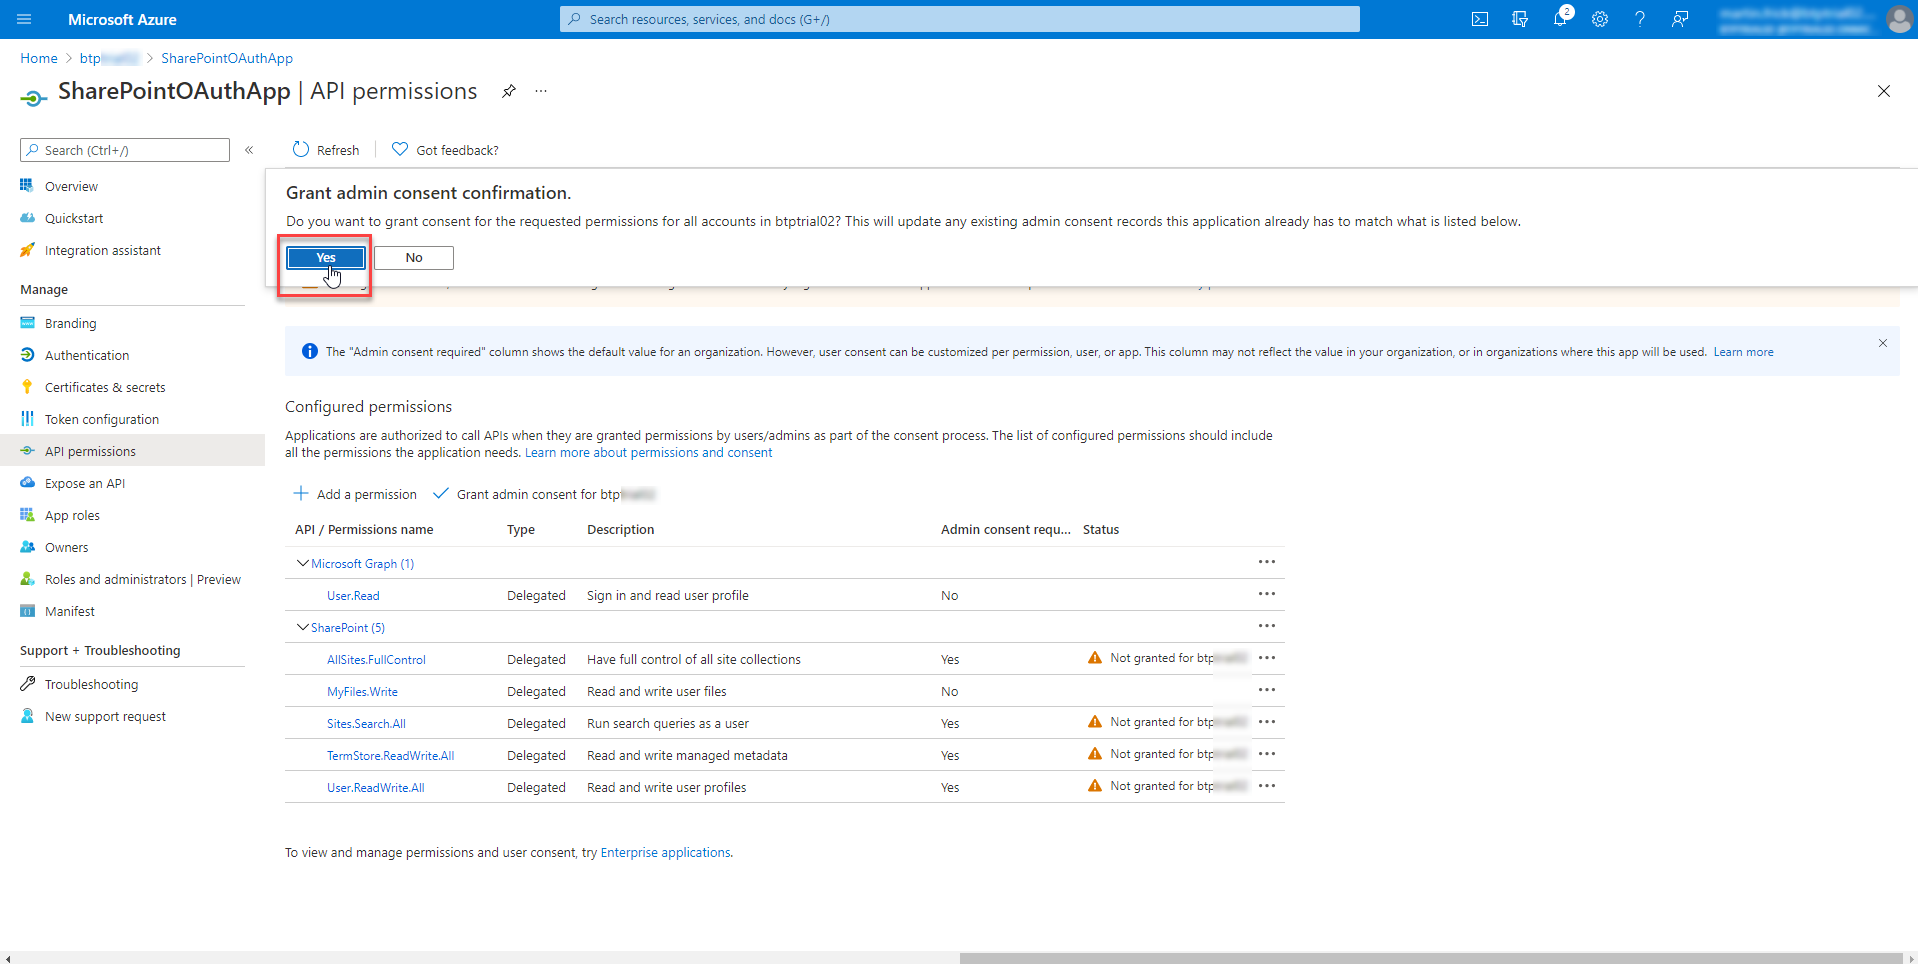 Microsoft Azure
Search resources, services, and docs (G+/)
2
Home > btp > SharePointOAuthApp
SharePointOAuthApp | API permissions
Search (Ctrl+/)
Refresh
Got feedback?
Overview
Quickstart
Integration assistant
Manage
Branding
Authentication
Certificates & secrets
Token configuration
API permissions
Expose an API
App roles
Owners
Roles and administrators | Preview
Manifest
Support + Troubleshooting
Troubleshooting
New support request
Grant admin consent confirmation.
Do you want to grant consent for the requested permissions for all accounts in btptrial02? This will update any existing admin consent records this application already has to match what is listed below.
Yes
No
The "Admin consent required" column shows the default value for an organization. However, user consent can be customized per permission, user, or app. This column may not reflect the value in your organization, or in organizations where this app will be used. Learn more
Configured permissions
Applications are authorized to call APIs when they are granted permissions by users/admins as part of the consent process. The list of configured permissions should include
all the permissions the application needs. Learn more about permissions and consent
Add a permission
Grant admin consent for btp
API / Permissions name Type Description Admin consent requ... Status
Microsoft Graph (1)
User.Read Delegated Sign in and read user profile No
SharePoint (5)
AllSites.FullControl Delegated Have full control of all site collections Yes Not granted for btp
MyFiles.Write Delegated Read and write user files No
Sites.Search.All Delegated Run search queries as a user Yes Not granted for btp
TermStore.ReadWrite.All Delegated Read and write managed metadata Yes Not granted for btp
User.ReadWrite.All Delegated Read and write user profiles Yes Not granted for btp
To view and manage permissions and user consent, try Enterprise applications.